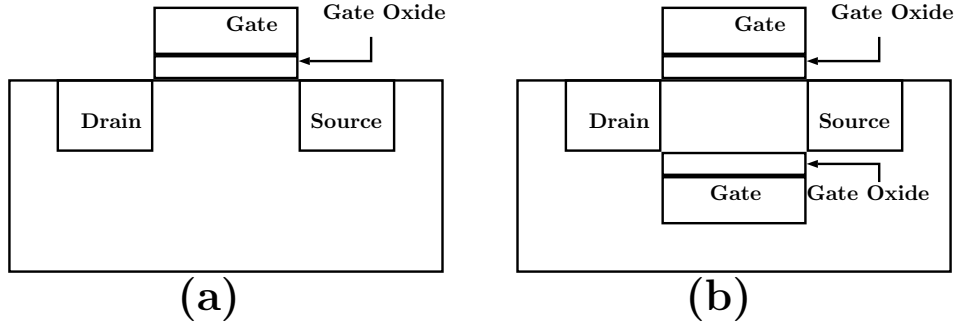 Gate Oxide
Gate
Drain
Source
(a)
Gate Oxide
Gate
Drain
Source
Gate
Gate Oxide
(b)